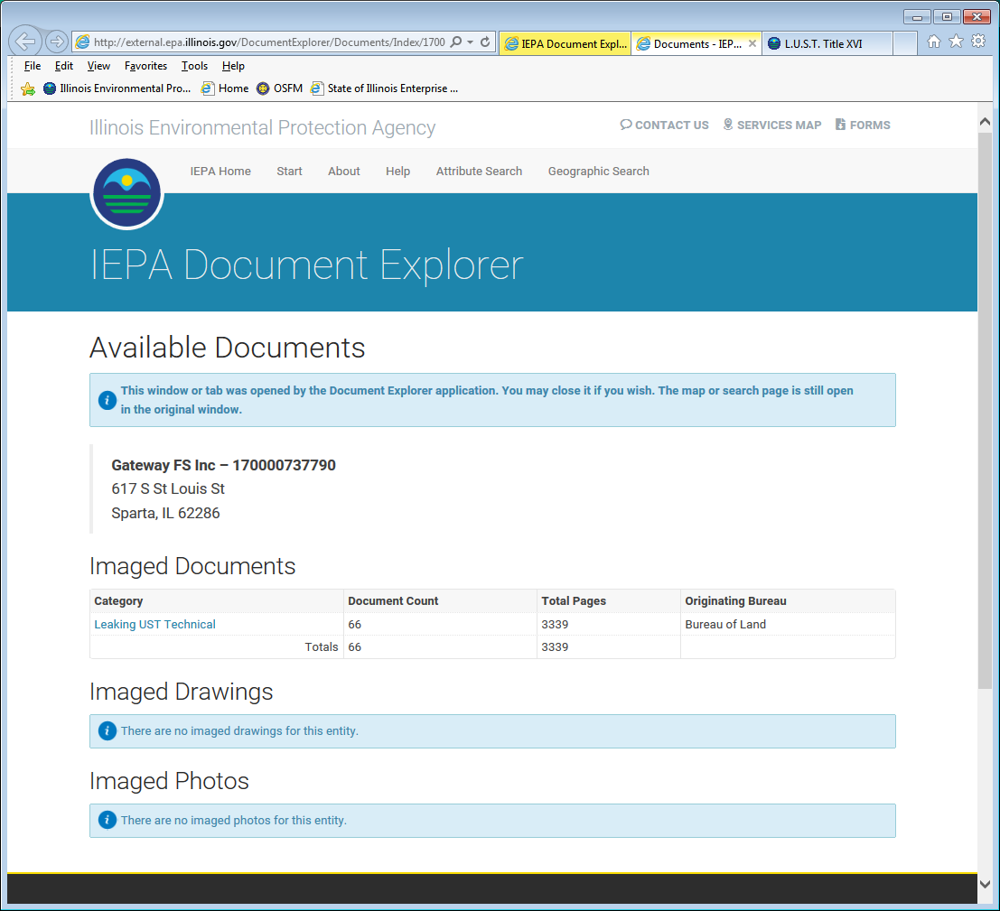 http://external.epa.illinois.gov/DocumentExplorer/Documents/Index/1700
IEPA Document Expl...
Documents - IEP...
L.U.S.T. Title XVI
File Edit View Favorites Tools Help
Illinois Environmental Pro... Home OSFM State of Illinois Enterprise ...
Illinois Environmental Protection Agency
CONTACT US SERVICES MAP FORMS
IEPA Home Start About Help Attribute Search Geographic Search
IEPA Document Explorer
Available Documents
This window or tab was opened by the Document Explorer application. You may close it if you wish. The map or search page is still open
in the original window.
Gateway FS Inc – 170000737790
617 S St Louis St
Sparta, IL 62286
Imaged Documents
Category Document Count Total Pages Originating Bureau
Leaking UST Technical 66 3339 Bureau of Land
Totals 66 3339
Imaged Drawings
There are no imaged drawings for this entity.
Imaged Photos
There are no imaged photos for this entity.